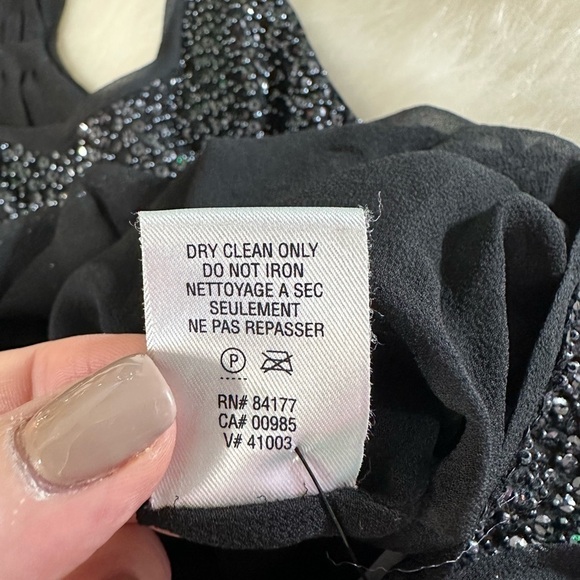 DRY CLEAN ONLY
DO NOT IRON
NETTOYAGE A SEC
SEULEMENT
NE PAS REPASSER
P
RN# 84177
CA# 00985
V# 41003